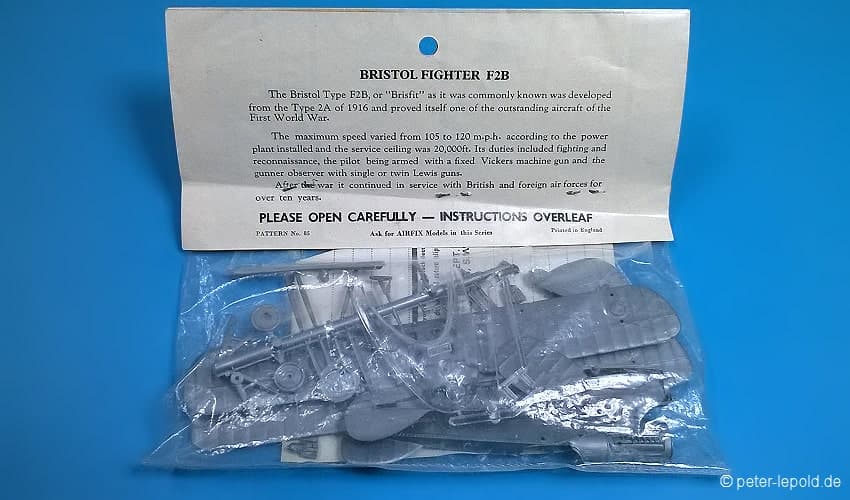 BRISTOL FIGHTER F2B
The Bristol Type F2B, or "Brisfit" as it was commonly known was developed
from the Type 2A of 1916 and proved itself one of the outstanding aircraft of the
First World War.
The maximum speed varied from 105 to 120 m.p.h. according to the power
plant installed and the service ceiling was 20,000ft. Its duties included fighting and
reconnaissance, the pilot being armed with a fixed Vickers machine gun and the
gunner observer with single or twin Lewis guns.
After the war it continued in service with British and foreign air forces for
over ten years.
PLEASE OPEN CAREFULLY — INSTRUCTIONS OVERLEAF
PATTERN No. 85 Ask for AIRFIX Models in this Series Printed in England
© peter-lepold.de